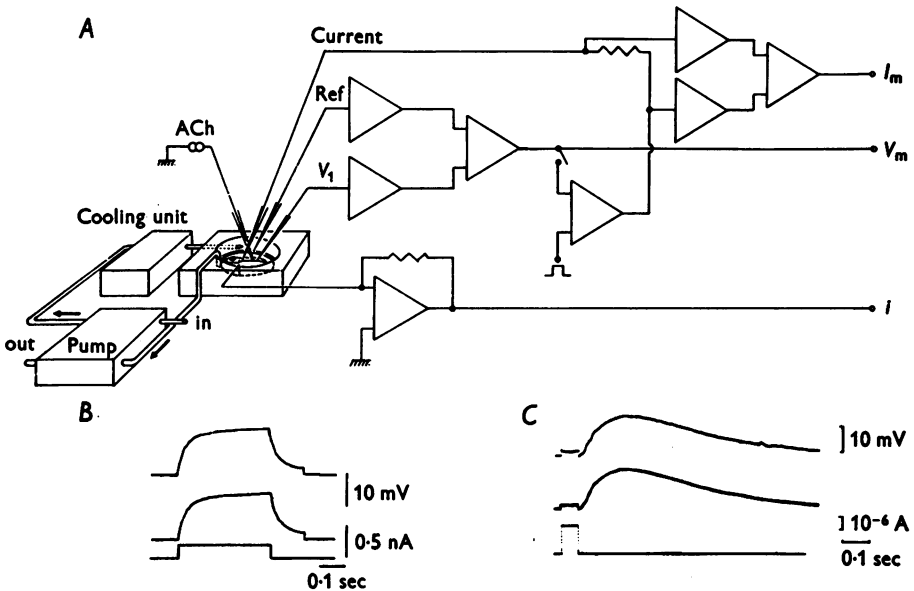 A
Current
Ref
ACh
V₁
Cooling unit
in
out
Pump
Iₘ
Vₘ
i
B
10 mV
0·5 nA
0·1 sec
C
10 mV
10⁻⁶ A
0·1 sec